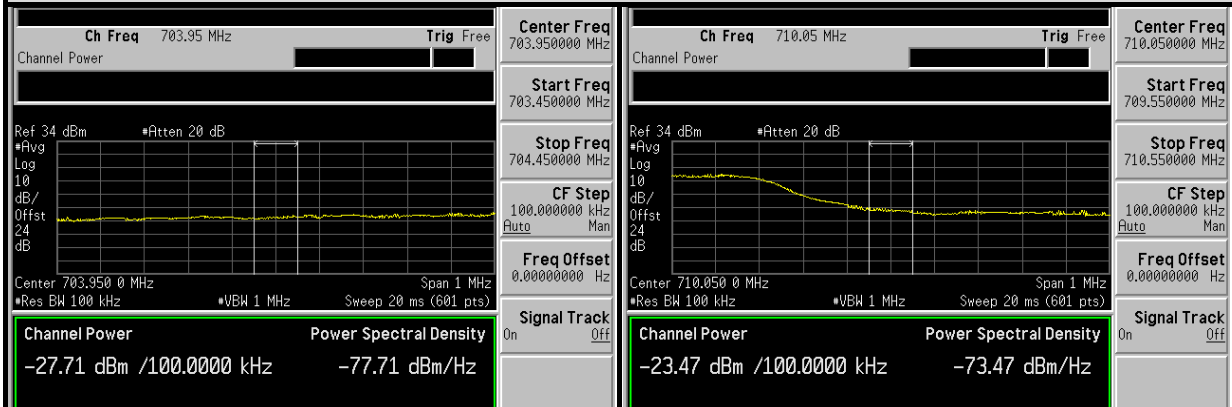 Ch Freq 703.95 MHz Trig Free
Channel Power
Ref 34 dBm #Atten 20 dB
#Avg
Log
10
dB/
Offst
24
dB
Center 703.950 0 MHz Span 1 MHz
#Res BW 100 kHz #VBW 1 MHz Sweep 20 ms (601 pts)
Channel Power Power Spectral Density
-27.71 dBm /100.0000 kHz -77.71 dBm/Hz
Center Freq
703.950000 MHz
Start Freq
703.450000 MHz
Stop Freq
704.450000 MHz
CF Step
100.000000 kHz
Auto Man
Freq Offset
0.00000000 Hz
Signal Track
On Off
Ch Freq 710.05 MHz Trig Free
Channel Power
Ref 34 dBm #Atten 20 dB
#Avg
Log
10
dB/
Offst
24
dB
Center 710.050 0 MHz Span 1 MHz
#Res BW 100 kHz #VBW 1 MHz Sweep 20 ms (601 pts)
Channel Power Power Spectral Density
-23.47 dBm /100.0000 kHz -73.47 dBm/Hz
Center Freq
710.050000 MHz
Start Freq
709.550000 MHz
Stop Freq
710.550000 MHz
CF Step
100.000000 kHz
Auto Man
Freq Offset
0.00000000 Hz
Signal Track
On Off